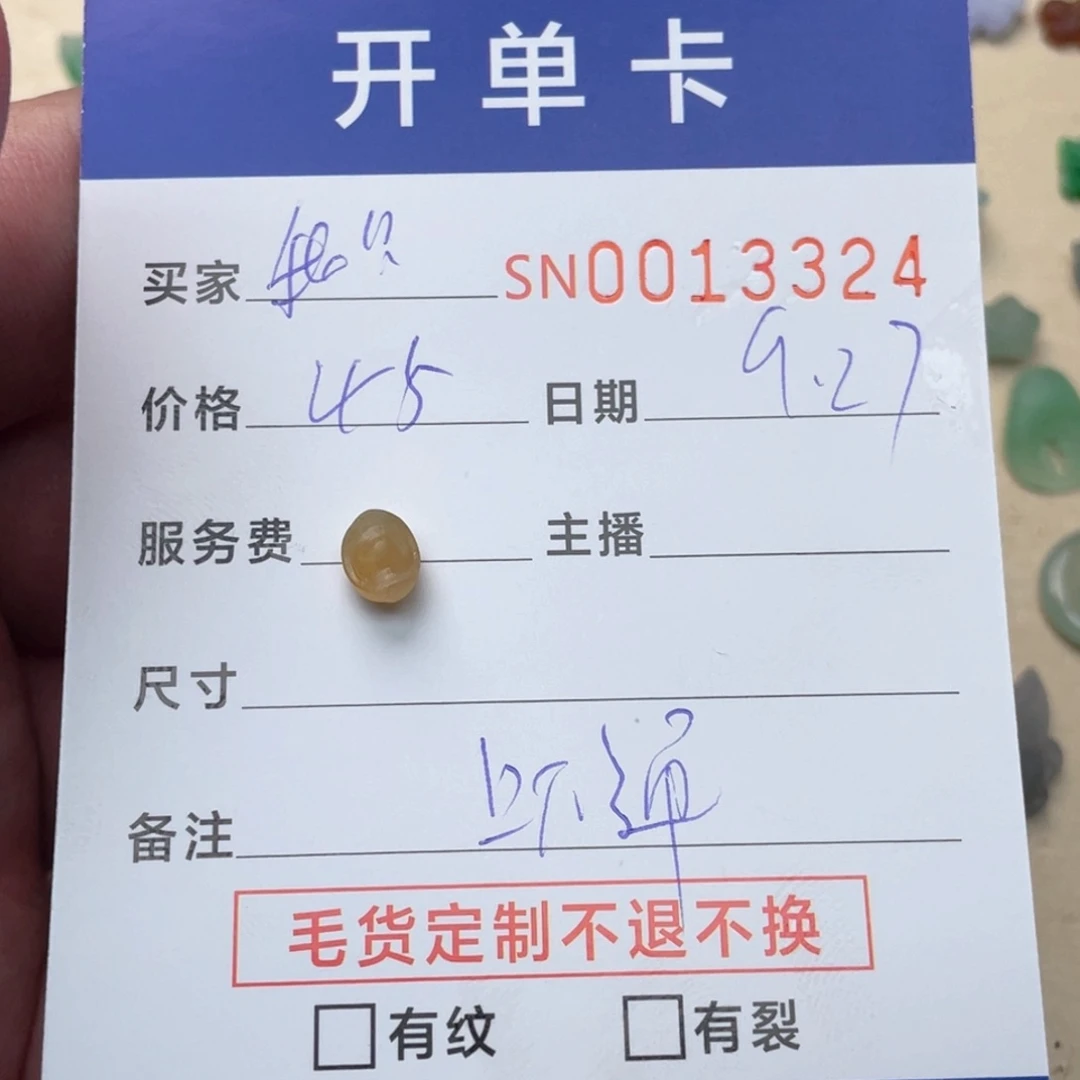 开单卡
买家 SN0013324
价格 45 日期 9.27
服务费 主播
尺寸
备注
毛货定制不退不换
有纹 有裂